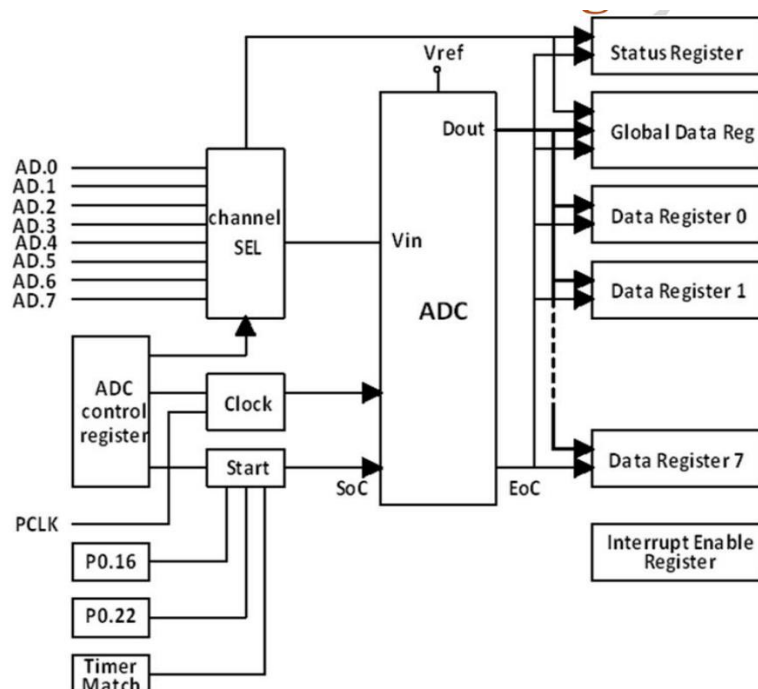 Vref
Status Register
Dout
Global Data Reg
AD.0
AD.1
AD.2
AD.3
AD.4
AD.5
AD.6
AD.7
channel
SEL
Vin
ADC
Data Register 0
Data Register 1
ADC
control
register
Clock
Start
SoC
EoC
Data Register 7
PCLK
P0.16
P0.22
Timer
Match
Interrupt Enable
Register